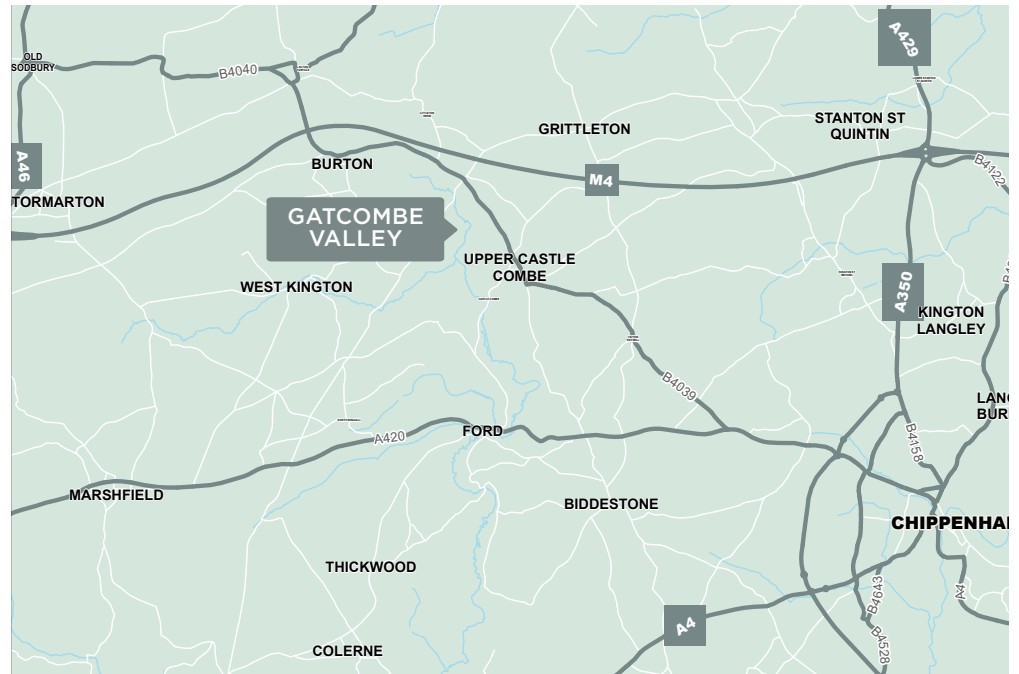 A429
OLD
SODBURY
B4040
GRITTLETON
STANTON ST
QUINTIN
A46
BURTON
M4
B4122
TORMARTON
GATCOMBE
VALLEY
UPPER CASTLE
COMBE
WEST KINGTON
A350
KINGTON
LANGLEY
B4039
LANG
BUR
A420
FORD
B4158
MARSHFIELD
BIDDESTONE
CHIPPENHA
THICKWOOD
B4643
A4
A4
B4528
COLERNE